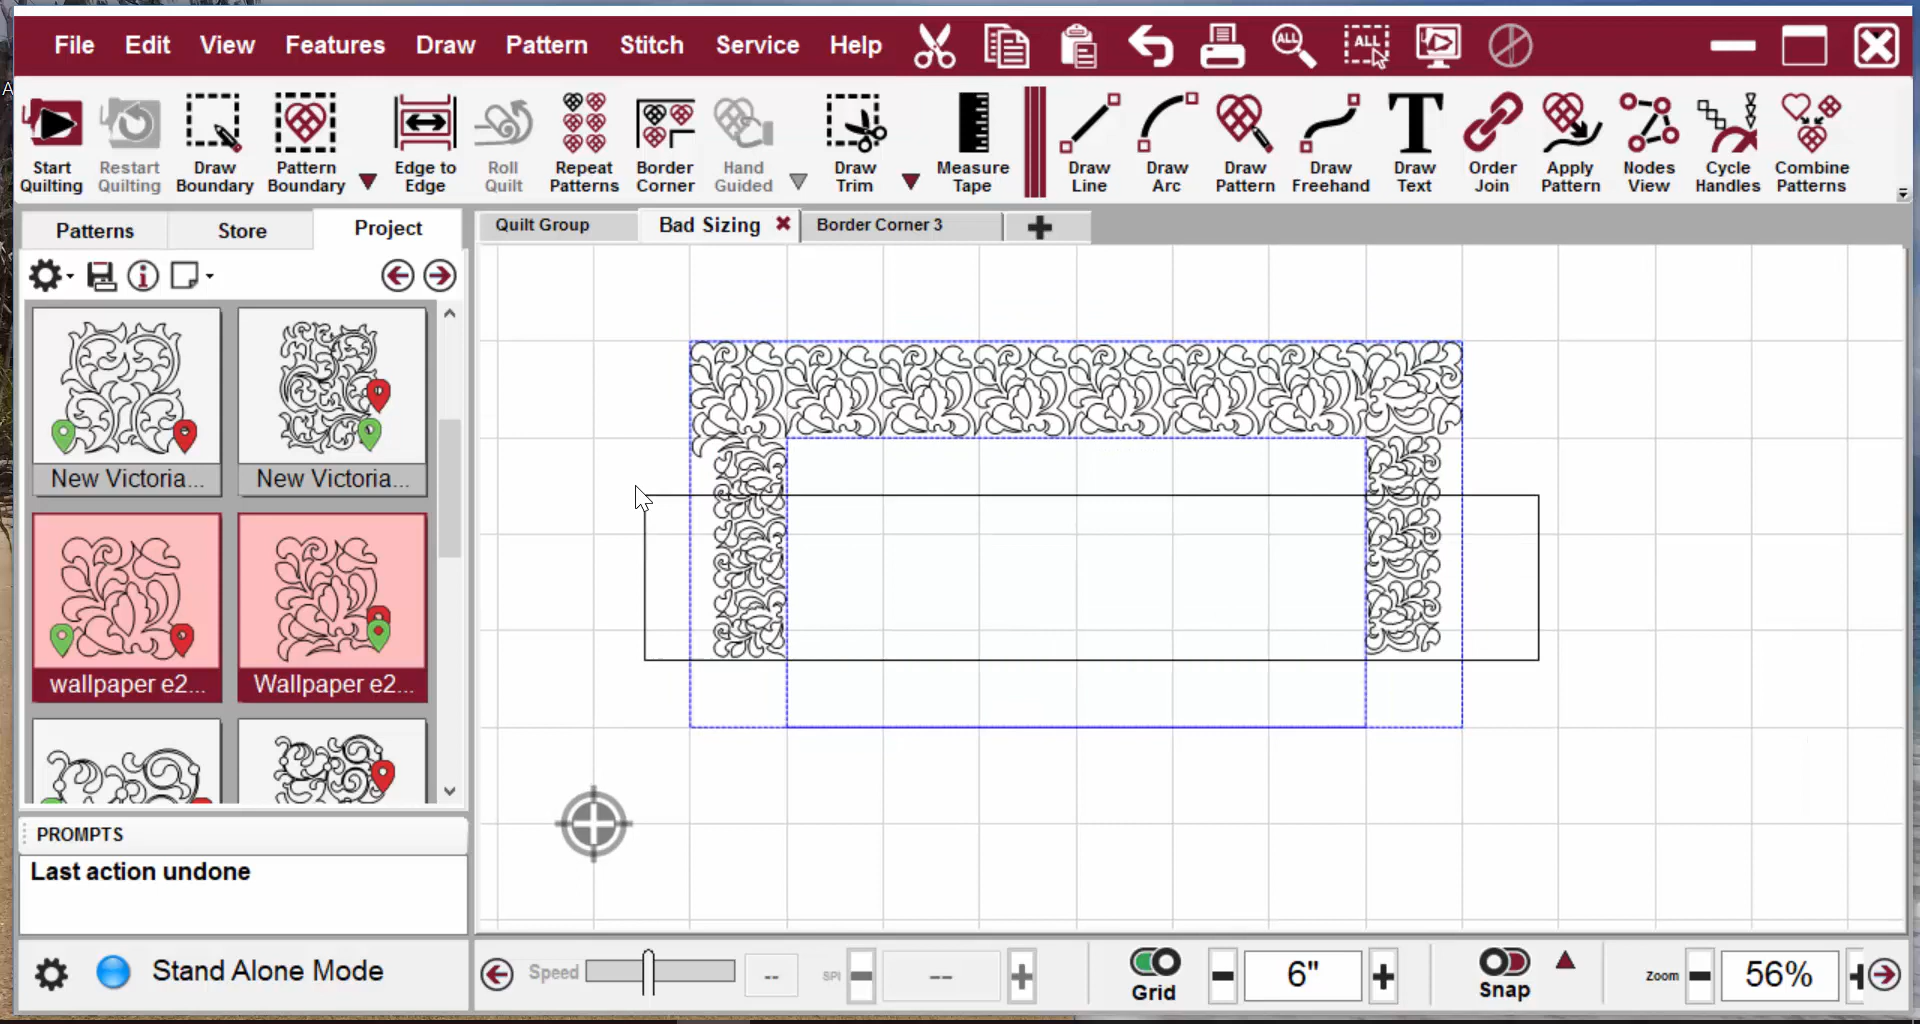 File Edit View Features Draw Pattern Stitch Service Help
ALL
ALL
Start Quilting
Restart Quilting
Draw Boundary
Pattern Boundary
Edge to Edge
Roll Quilt
Repeat Patterns
Border Corner
Hand Guided
Draw Trim
Measure Tape
Draw Line
Draw Arc
Draw Pattern
Draw Freehand
Draw Text
Order Join
Apply Pattern
Nodes View
Cycle Handles
Combine Patterns
Patterns Store Project
Quilt Group Bad Sizing Border Corner 3
New Victoria... New Victoria...
wallpaper e2... Wallpaper e2...
PROMPTS
Last action undone
Stand Alone Mode
Speed -- SPI -- Grid 6" Snap Zoom 56%